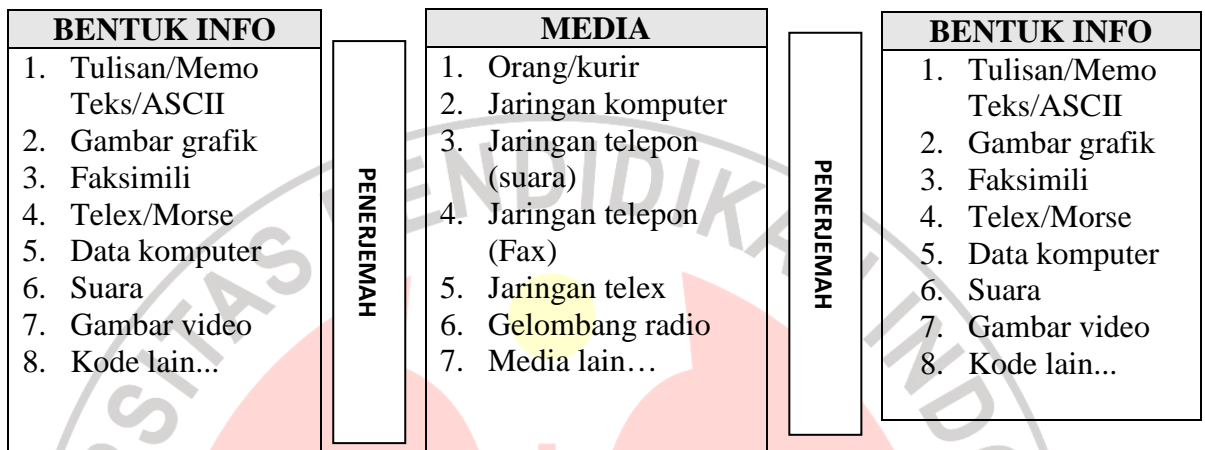 BENTUK INFO
1. Tulisan/Memo
Teks/ASCII
2. Gambar grafik
3. Faksimili
4. Telex/Morse
5. Data komputer
6. Suara
7. Gambar video
8. Kode lain...
PENERJEMAH
MEDIA
1. Orang/kurir
2. Jaringan komputer
3. Jaringan telepon
(suara)
4. Jaringan telepon
(Fax)
5. Jaringan telex
6. Gelombang radio
7. Media lain…
PENERJEMAH
BENTUK INFO
1. Tulisan/Memo
Teks/ASCII
2. Gambar grafik
3. Faksimili
4. Telex/Morse
5. Data komputer
6. Suara
7. Gambar video
8. Kode lain...